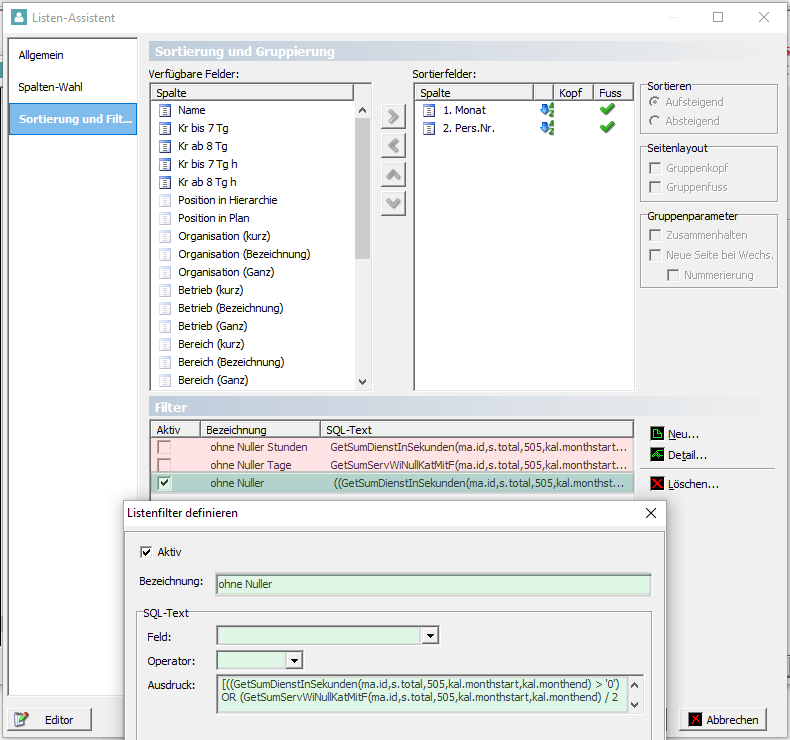 Listen-Assistent
Allgemein
Spalten-Wahl
Sortierung und Filt...
Sortierung und Gruppierung
Verfügbare Felder:
Spalte
Name
Kr bis 7 Tg
Kr ab 8 Tg
Kr bis 7 Tg h
Kr ab 8 Tg h
Position in Hierarchie
Position in Plan
Organisation (kurz)
Organisation (Bezeichnung)
Organisation (Ganz)
Betrieb (kurz)
Betrieb (Bezeichnung)
Betrieb (Ganz)
Bereich (kurz)
Bereich (Bezeichnung)
Bereich (Ganz)
Sortierfelder:
Spalte Kopf Fuss
1. Monat
2. Pers.Nr.
Sortieren
Aufsteigend
Absteigend
Seitenlayout
Gruppenkopf
Gruppenfuss
Gruppenparameter
Zusammenhalten
Neue Seite bei Wechs.
Nummerierung
Filter
Aktiv Bezeichnung SQL-Text
ohne Nuller Stunden GetSumDienstInSekunden(ma.id,s.total,505,kal.monthstart...
ohne Nuller Tage GetSumServWiNullKatMitF(ma.id,s.total,505,kal.monthstart...
ohne Nuller ((GetSumDienstInSekunden(ma.id,s.total,505,kal.monthst...
Neu...
Detail...
Löschen...
Listenfilter definieren
Aktiv
Bezeichnung: ohne Nuller
SQL-Text
Feld:
Operator:
Ausdruck: [((GetSumDienstInSekunden(ma.id,s.total,505,kal.monthstart,kal.monthend) > '0')
OR (GetSumServWiNullKatMitF(ma.id,s.total,505,kal.monthstart,kal.monthend) / 2
Editor
Abbrechen